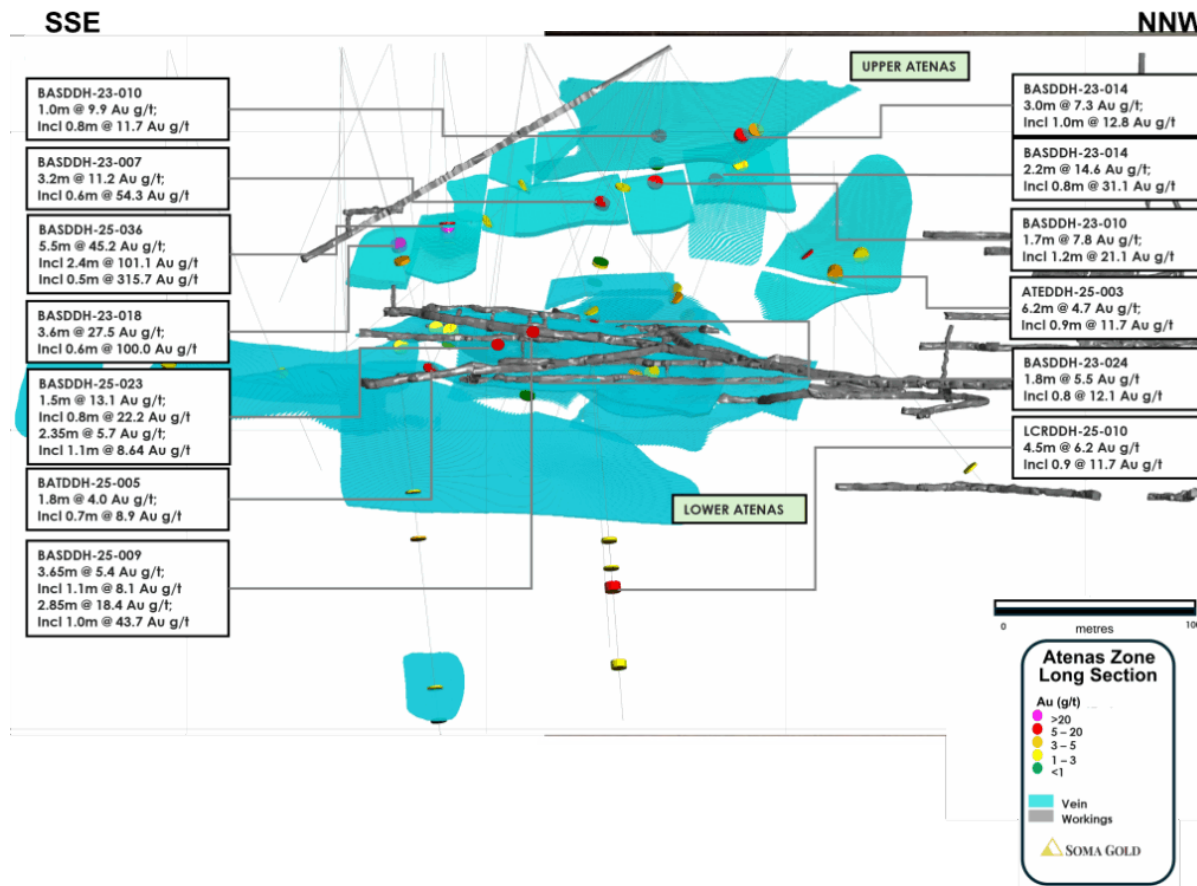 SSE
NNW
UPPER ATENAS
BASDDH-23-010
1.0m @ 9.9 Au g/t;
Incl 0.8m @ 11.7 Au g/t
BASDDH-23-007
3.2m @ 11.2 Au g/t;
Incl 0.6m @ 54.3 Au g/t
BASDDH-25-036
5.5m @ 45.2 Au g/t;
Incl 2.4m @ 101.1 Au g/t
Incl 0.5m @ 315.7 Au g/t
BASDDH-23-018
3.6m @ 27.5 Au g/t;
Incl 0.6m @ 100.0 Au g/t
BASDDH-25-023
1.5m @ 13.1 Au g/t;
Incl 0.8m @ 22.2 Au g/t
2.35m @ 5.7 Au g/t;
Incl 1.1m @ 8.64 Au g/t
BATDDH-25-005
1.8m @ 4.0 Au g/t;
Incl 0.7m @ 8.9 Au g/t
BASDDH-25-009
3.65m @ 5.4 Au g/t;
Incl 1.1m @ 8.1 Au g/t
2.85m @ 18.4 Au g/t;
Incl 1.0m @ 43.7 Au g/t
BASDDH-23-014
3.0m @ 7.3 Au g/t;
Incl 1.0m @ 12.8 Au g/t
BASDDH-23-014
2.2m @ 14.6 Au g/t;
Incl 0.8m @ 31.1 Au g/t
BASDDH-23-010
1.7m @ 7.8 Au g/t;
Incl 1.2m @ 21.1 Au g/t
ATEDDH-25-003
6.2m @ 4.7 Au g/t;
Incl 0.9m @ 11.7 Au g/t
BASDDH-23-024
1.8m @ 5.5 Au g/t
Incl 0.8 @ 12.1 Au g/t
LCRDDH-25-010
4.5m @ 6.2 Au g/t
Incl 0.9 @ 11.7 Au g/t
LOWER ATENAS
0
100
metres
Atenas Zone
Long Section
Au (g/t)
>20
5 – 20
3 – 5
1 – 3
<1
Vein
Workings
SOMA GOLD